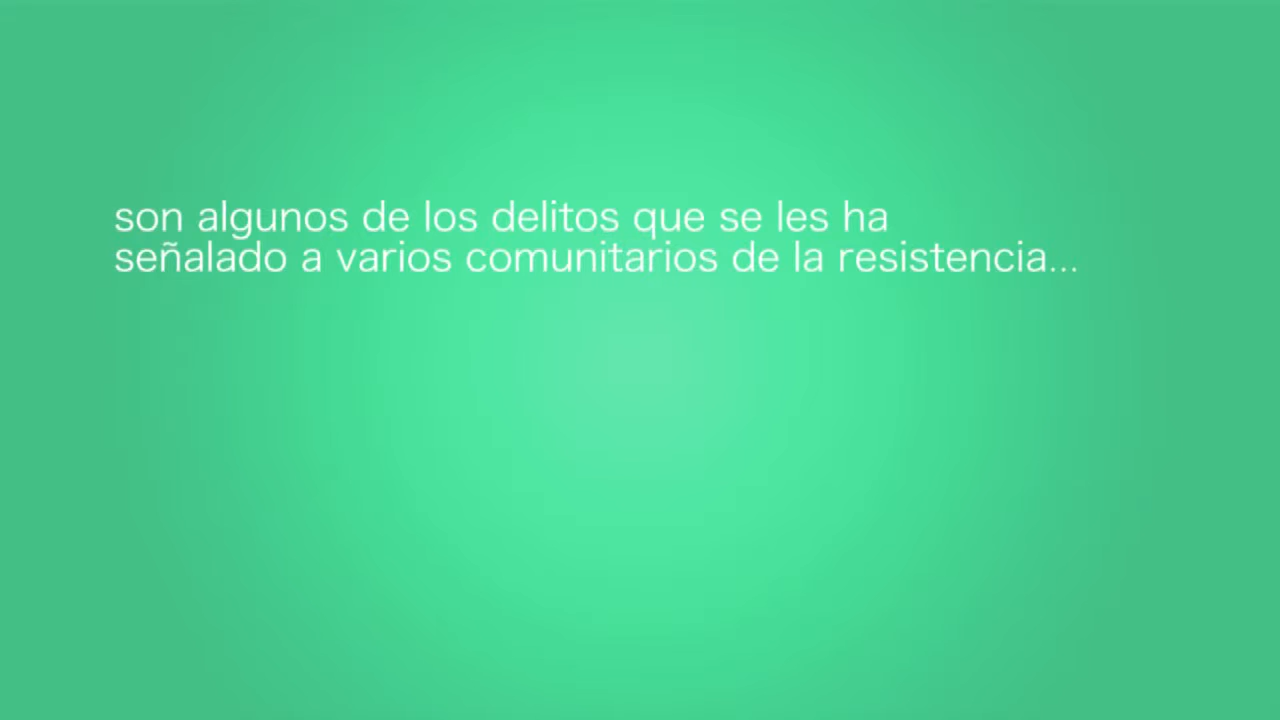 son algunos de los delitos que se les ha
señalado a varios comunitarios de la resistencia...